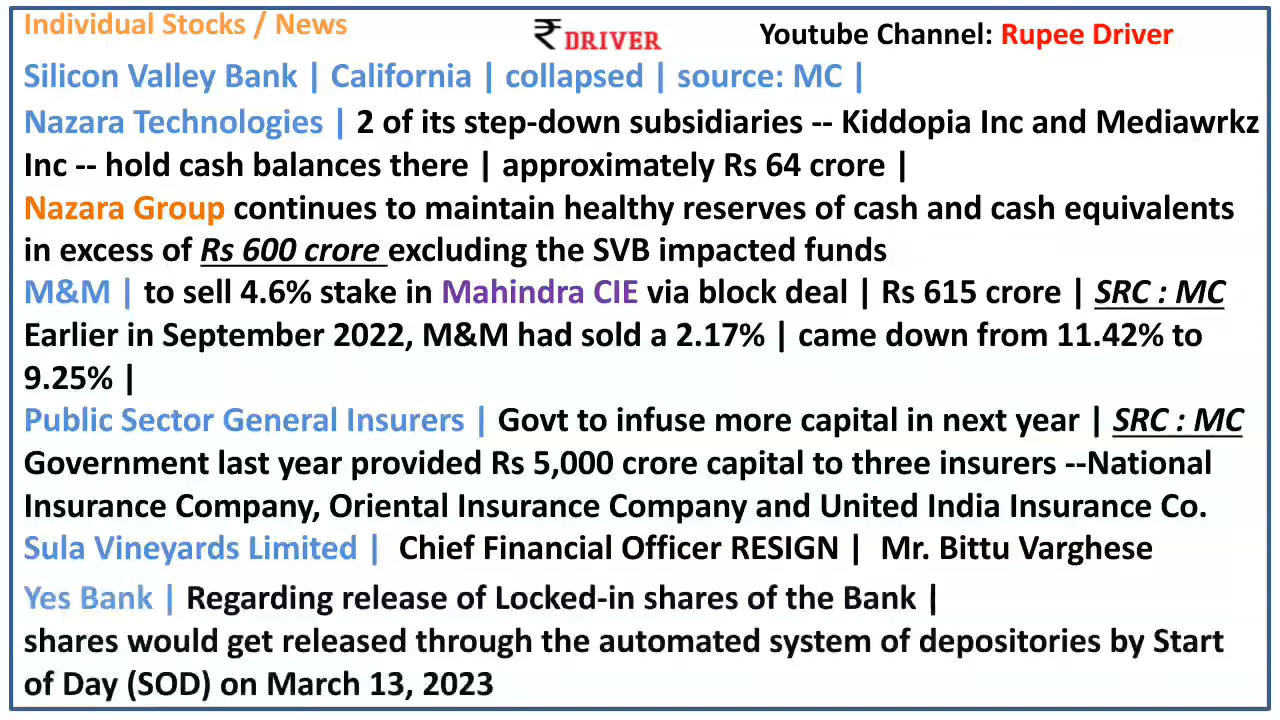 Individual Stocks / News
₹ DRIVER
Youtube Channel: Rupee Driver
Silicon Valley Bank | California | collapsed | source: MC |
Nazara Technologies | 2 of its step-down subsidiaries -- Kiddopia Inc and Mediawrkz
Inc -- hold cash balances there | approximately Rs 64 crore |
Nazara Group continues to maintain healthy reserves of cash and cash equivalents
in excess of Rs 600 crore excluding the SVB impacted funds
M&M | to sell 4.6% stake in Mahindra CIE via block deal | Rs 615 crore | SRC : MC
Earlier in September 2022, M&M had sold a 2.17% | came down from 11.42% to
9.25% |
Public Sector General Insurers | Govt to infuse more capital in next year | SRC : MC
Government last year provided Rs 5,000 crore capital to three insurers --National
Insurance Company, Oriental Insurance Company and United India Insurance Co.
Sula Vineyards Limited | Chief Financial Officer RESIGN | Mr. Bittu Varghese
Yes Bank | Regarding release of Locked-in shares of the Bank |
shares would get released through the automated system of depositories by Start
of Day (SOD) on March 13, 2023